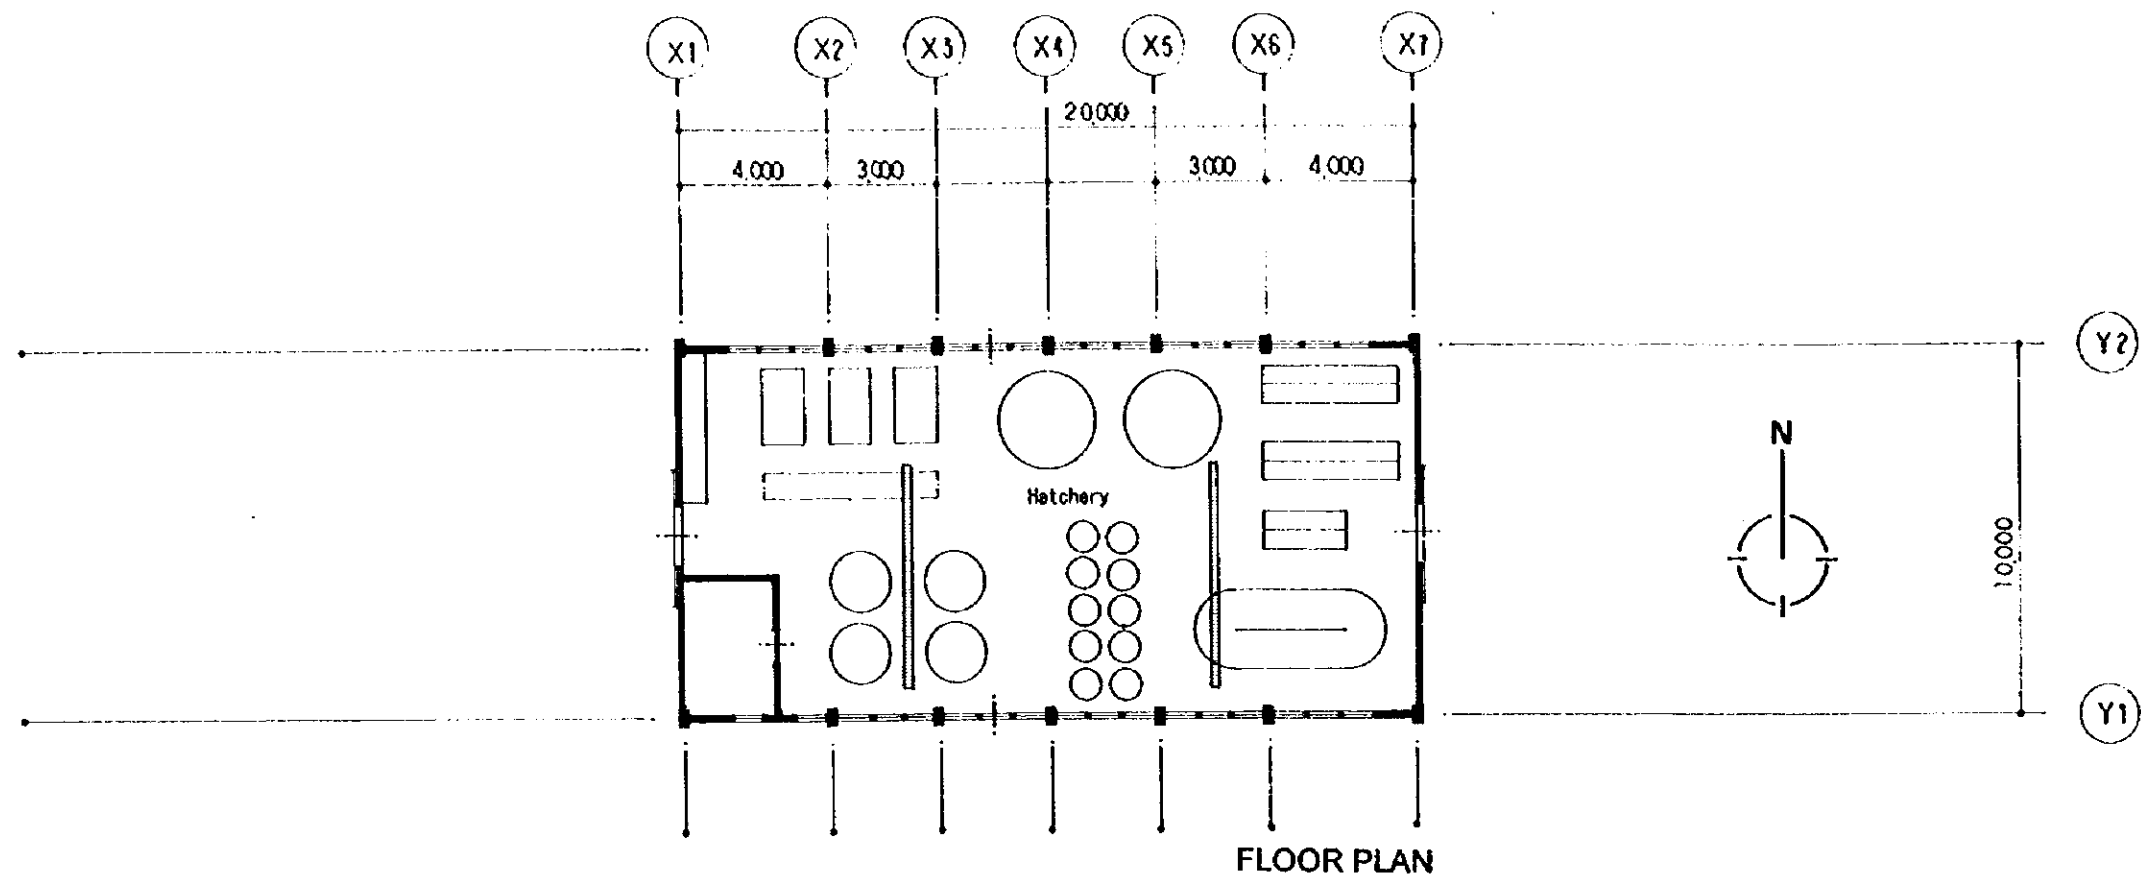 X1 X2 X3 X4 X5 X6 X7
20,000
4,000 3,000 3,000 4,000
Y2
N
Hatchery
10,000
Y1
FLOOR PLAN